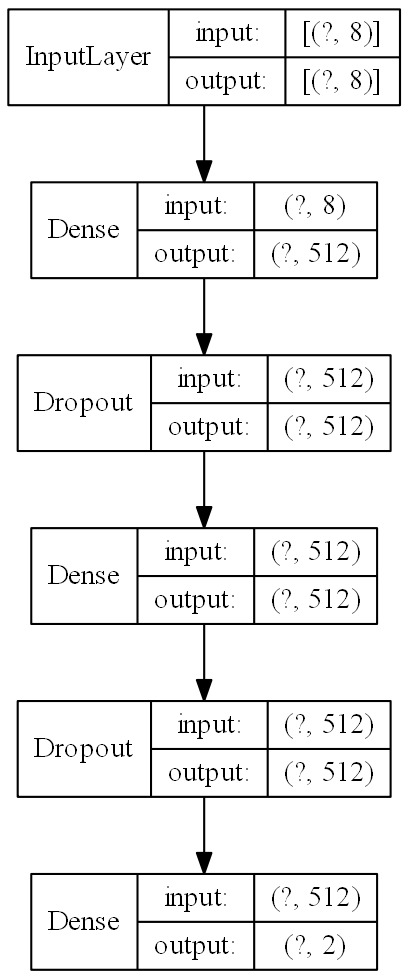 InputLayer
input: [(?, 8)]
output: [(?, 8)]
Dense
input: (?, 8)
output: (?, 512)
Dropout
input: (?, 512)
output: (?, 512)
Dense
input: (?, 512)
output: (?, 512)
Dropout
input: (?, 512)
output: (?, 512)
Dense
input: (?, 512)
output: (?, 2)